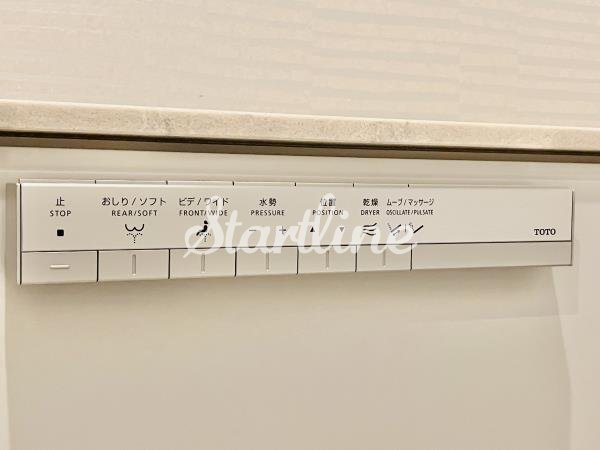 止
STOP
おしり/ソフト
REAR/SOFT
ビデ/ワイド
FRONT/WIDE
水勢
PRESSURE
位置
POSITION
乾燥
DRYER
ムーブ/マッサージ
OSCILLATE/PULSATE
TOTO
Startline